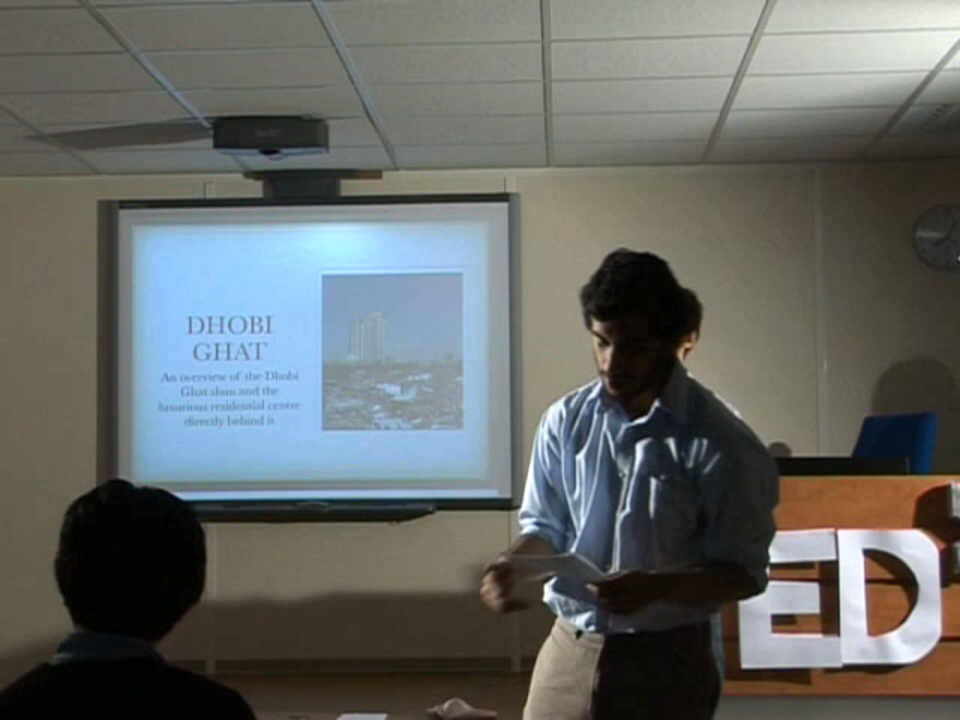 DHOBI
GHAT
An overview of the Dhobi
Ghat slum and the
luxurious residential centre
directly behind it
ED